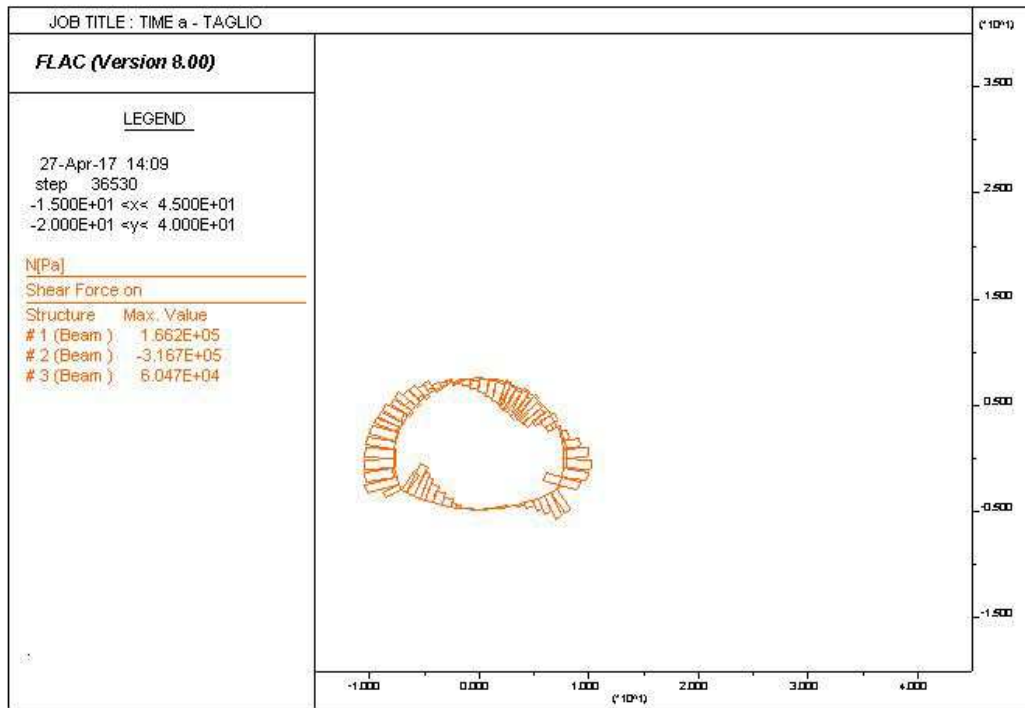 JOB TITLE : TIME a - TAGLIO
(*10^1)
FLAC (Version 8.00)
LEGEND
27-Apr-17 14:09
step 36530
-1.500E+01 <x< 4.500E+01
-2.000E+01 <y< 4.000E+01
N[Pa]
Shear Force on
Structure Max. Value
# 1 (Beam ) 1.662E+05
# 2 (Beam ) -3.167E+05
# 3 (Beam ) 6.047E+04
3.500
2.500
1.500
0.500
-0.500
-1.500
-1.000 0.000 1.000 2.000 3.000 4.000
(*10^1)